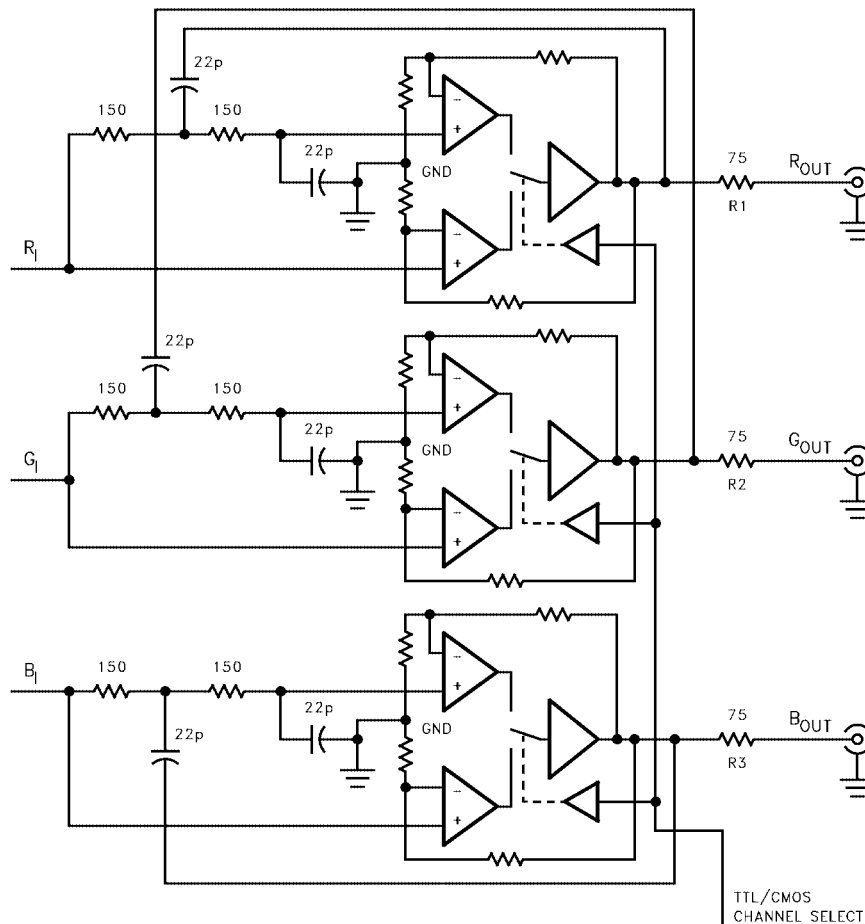 22p
150
150
22p
GND
75
R_OUT
R1
R_I
22p
150
150
22p
GND
75
G_OUT
R2
G_I
B_I
150
150
22p
22p
GND
75
B_OUT
R3
TTL/CMOS
CHANNEL SELECT